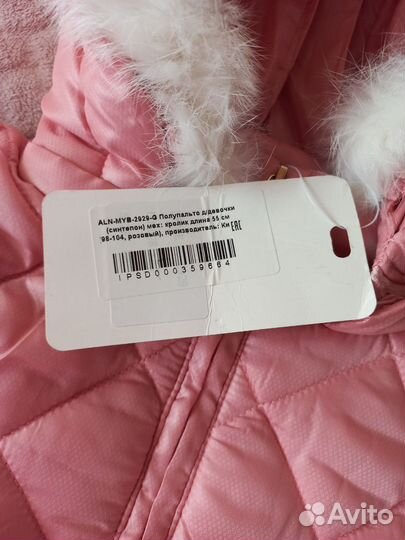 ALN-MYB-2929-G Полупальто д/девочки
(синтепон) мех: кролик длина 55 см
(98-104, розовый), производитель: Ки EAC
IPSD000359664
Avito